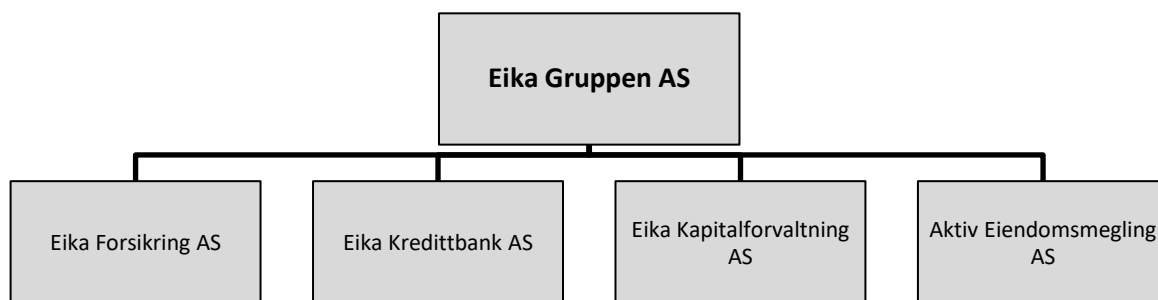 Eika Gruppen AS
Eika Forsikring AS
Eika Kredittbank AS
Eika Kapitalforvaltning
AS
Aktiv Eiendomsmegling
AS